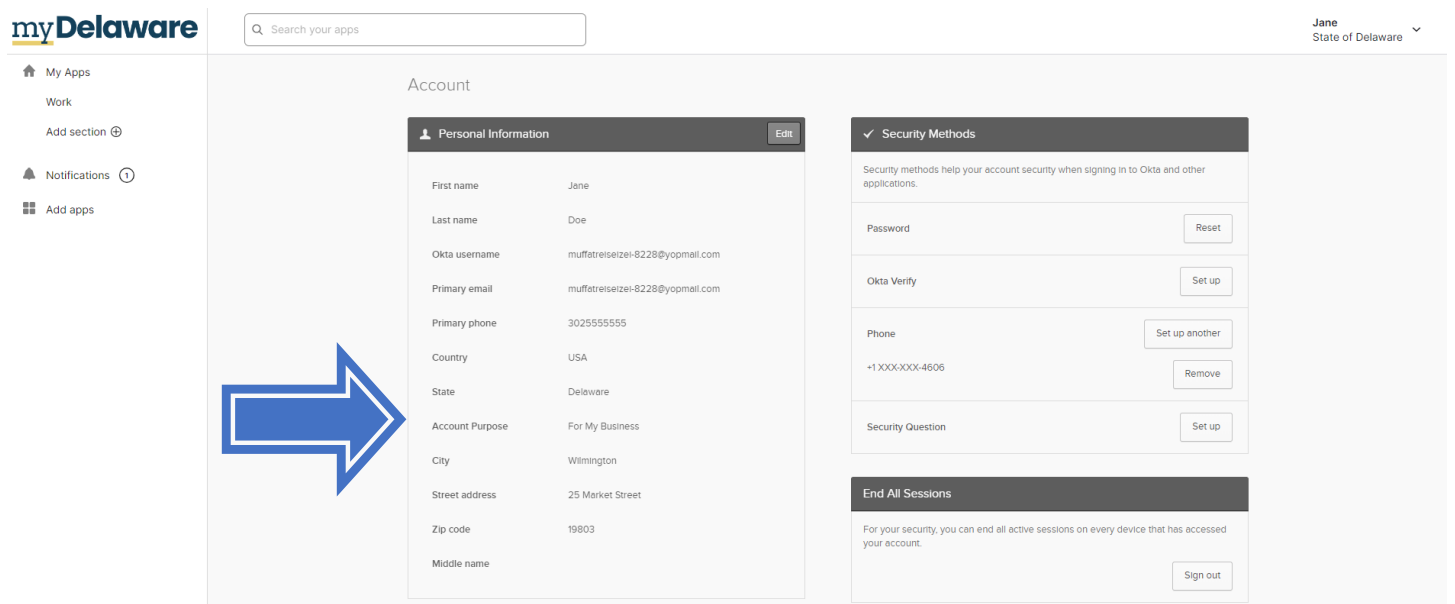 myDelaware
Search your apps
Jane
State of Delaware
My Apps
Work
Add section
Notifications 1
Add apps
Account
Personal Information Edit
First name Jane
Last name Doe
Okta username muffatreiseizei-8228@yopmail.com
Primary email muffatreiseizei-8228@yopmail.com
Primary phone 3025555555
Country USA
State Delaware
Account Purpose For My Business
City Wilmington
Street address 25 Market Street
Zip code 19803
Middle name
Security Methods
Security methods help your account security when signing in to Okta and other
applications.
Password Reset
Okta Verify Set up
Phone Set up another
+1 XXX-XXX-4606 Remove
Security Question Set up
End All Sessions
For your security, you can end all active sessions on every device that has accessed
your account.
Sign out